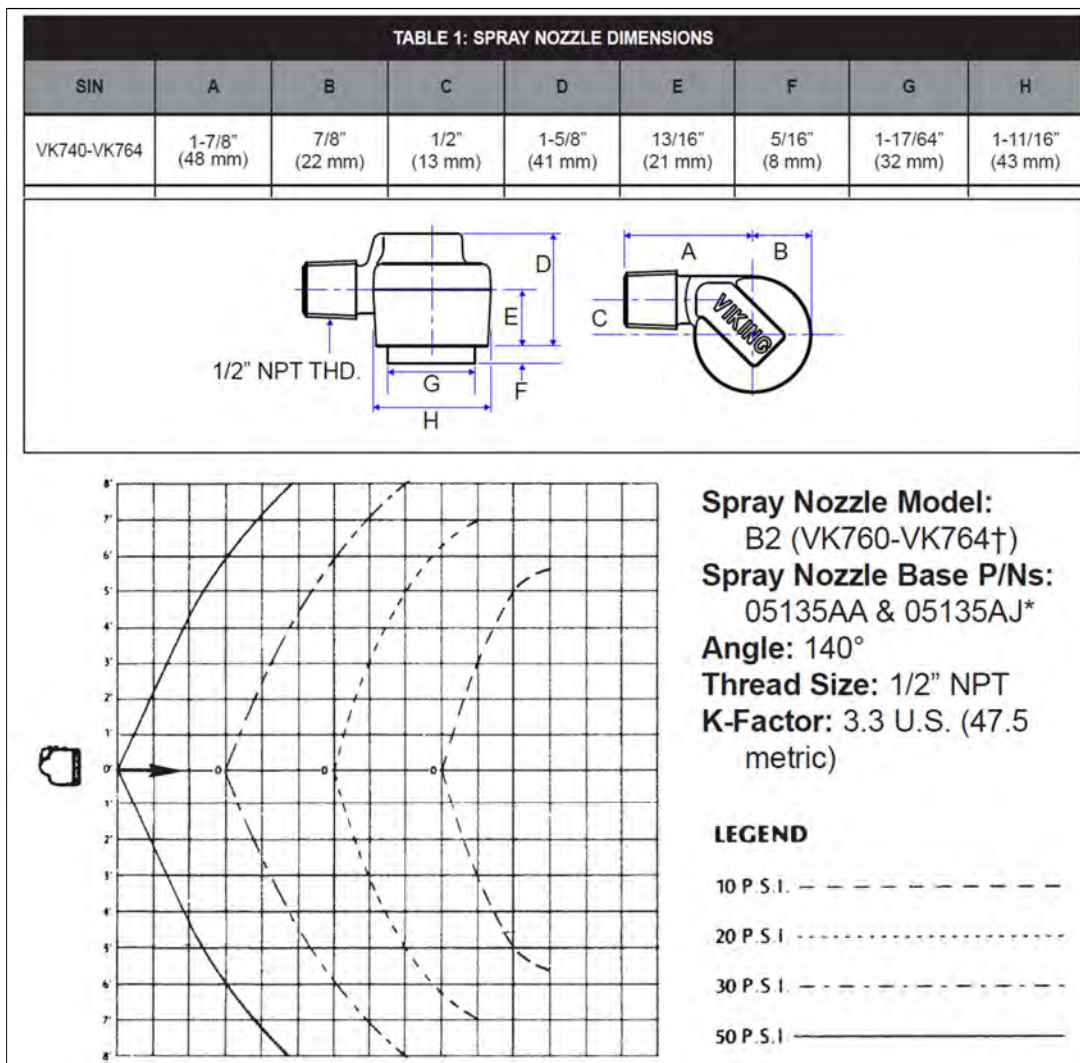 TABLE 1: SPRAY NOZZLE DIMENSIONS
SIN A B C D E F G H
VK740-VK764 1-7/8” (48 mm) 7/8” (22 mm) 1/2” (13 mm) 1-5/8” (41 mm) 13/16” (21 mm) 5/16” (8 mm) 1-17/64” (32 mm) 1-11/16” (43 mm)
A B
D
E
C
VIKING
1/2” NPT THD.
G
F
H
8'
7'
6'
5'
4'
3'
2'
1'
0'
1'
2'
3'
4'
5'
6'
7'
8'
Spray Nozzle Model:
B2 (VK760-VK764†)
Spray Nozzle Base P/Ns:
05135AA & 05135AJ*
Angle: 140°
Thread Size: 1/2” NPT
K-Factor: 3.3 U.S. (47.5
metric)
LEGEND
10 P.S.I.
20 P.S.I.
30 P.S.I.
50 P.S.I.